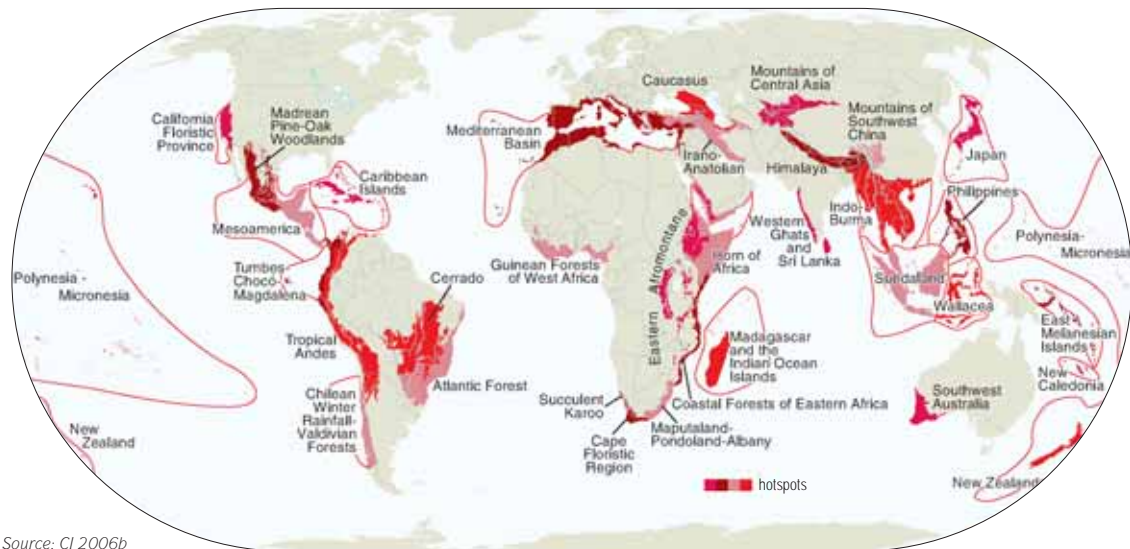 California
Floristic
Province
Madrean
Pine-Oak
Woodlands
Caribbean
Islands
Mesoamerica
Polynesia -
Micronesia
Tumbes-
Choco-
Magdalena
Tropical
Andes
Cerrado
Atlantic Forest
Chilean
Winter
Rainfall-
Valdivian
Forests
New
Zealand
Mediterranean
Basin
Caucasus
Irano-
Anatolian
Mountains of
Central Asia
Mountains of
Southwest
China
Himalaya
Japan
Philippines
Indo-
Burma
Western
Ghats
and
Sri Lanka
Guinean Forests
of West Africa
Eastern Afromontane
Horn of
Africa
Sundaland
Wallacea
Polynesia-
Micronesia
East
Melanesian
Islands
New
Caledonia
Madagascar
and the
Indian Ocean
Islands
Coastal Forests of Eastern Africa
Succulent
Karoo
Cape
Floristic
Region
Maputaland-
Pondoland-Albany
Southwest
Australia
New Zealand
hotspots
Source: CI 2006b